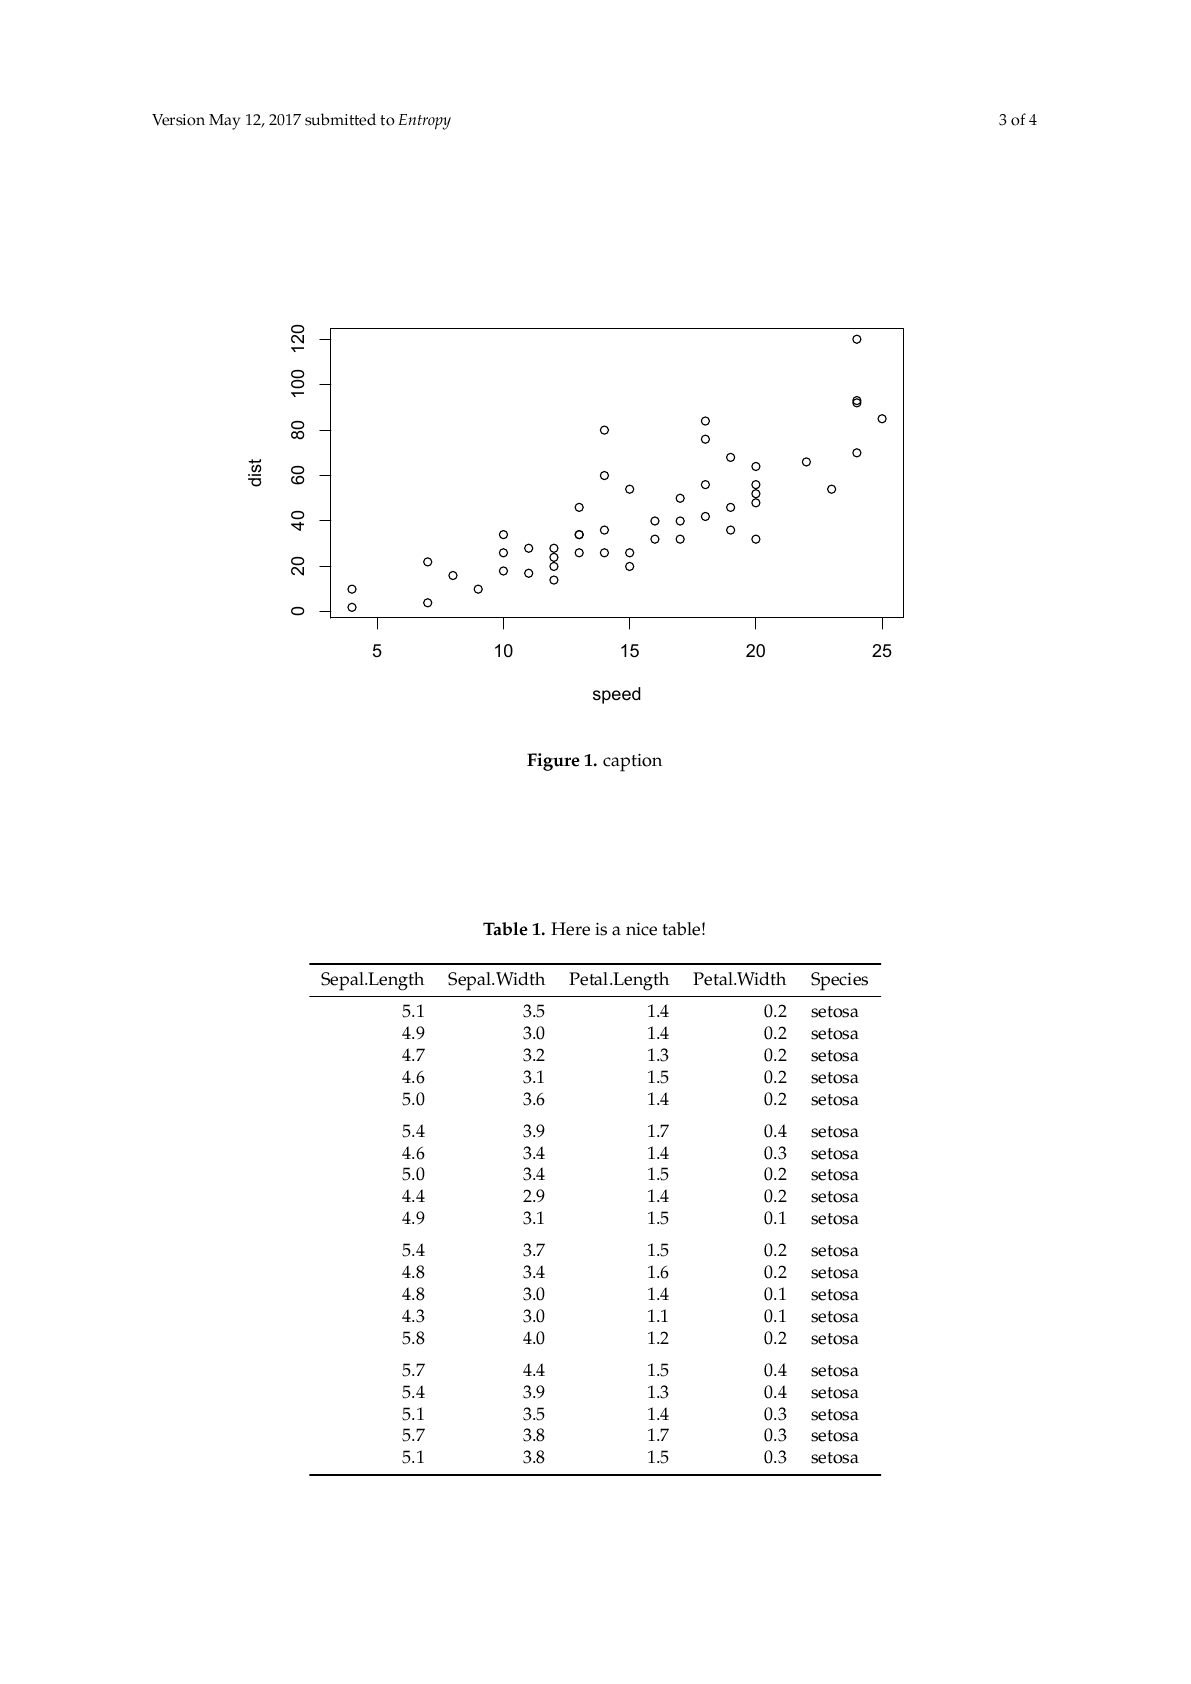 Version May 12, 2017 submitted to Entropy 3 of 4
120
100
80
60
40
20
0
dist
5 10 15 20 25
speed
Figure 1. caption
Table 1. Here is a nice table!
Sepal.Length Sepal.Width Petal.Length Petal.Width Species
5.1 3.5 1.4 0.2 setosa
4.9 3.0 1.4 0.2 setosa
4.7 3.2 1.3 0.2 setosa
4.6 3.1 1.5 0.2 setosa
5.0 3.6 1.4 0.2 setosa
5.4 3.9 1.7 0.4 setosa
4.6 3.4 1.4 0.3 setosa
5.0 3.4 1.5 0.2 setosa
4.4 2.9 1.4 0.2 setosa
4.9 3.1 1.5 0.1 setosa
5.4 3.7 1.5 0.2 setosa
4.8 3.4 1.6 0.2 setosa
4.8 3.0 1.4 0.1 setosa
4.3 3.0 1.1 0.1 setosa
5.8 4.0 1.2 0.2 setosa
5.7 4.4 1.5 0.4 setosa
5.4 3.9 1.3 0.4 setosa
5.1 3.5 1.4 0.3 setosa
5.7 3.8 1.7 0.3 setosa
5.1 3.8 1.5 0.3 setosa